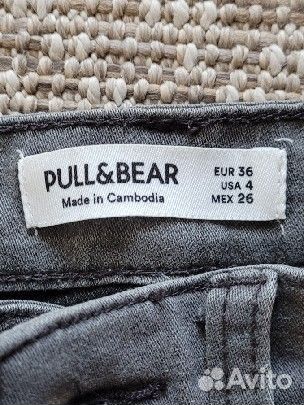 PULL&BEAR
Made in Cambodia
EUR 36
USA 4
MEX 26
Avito